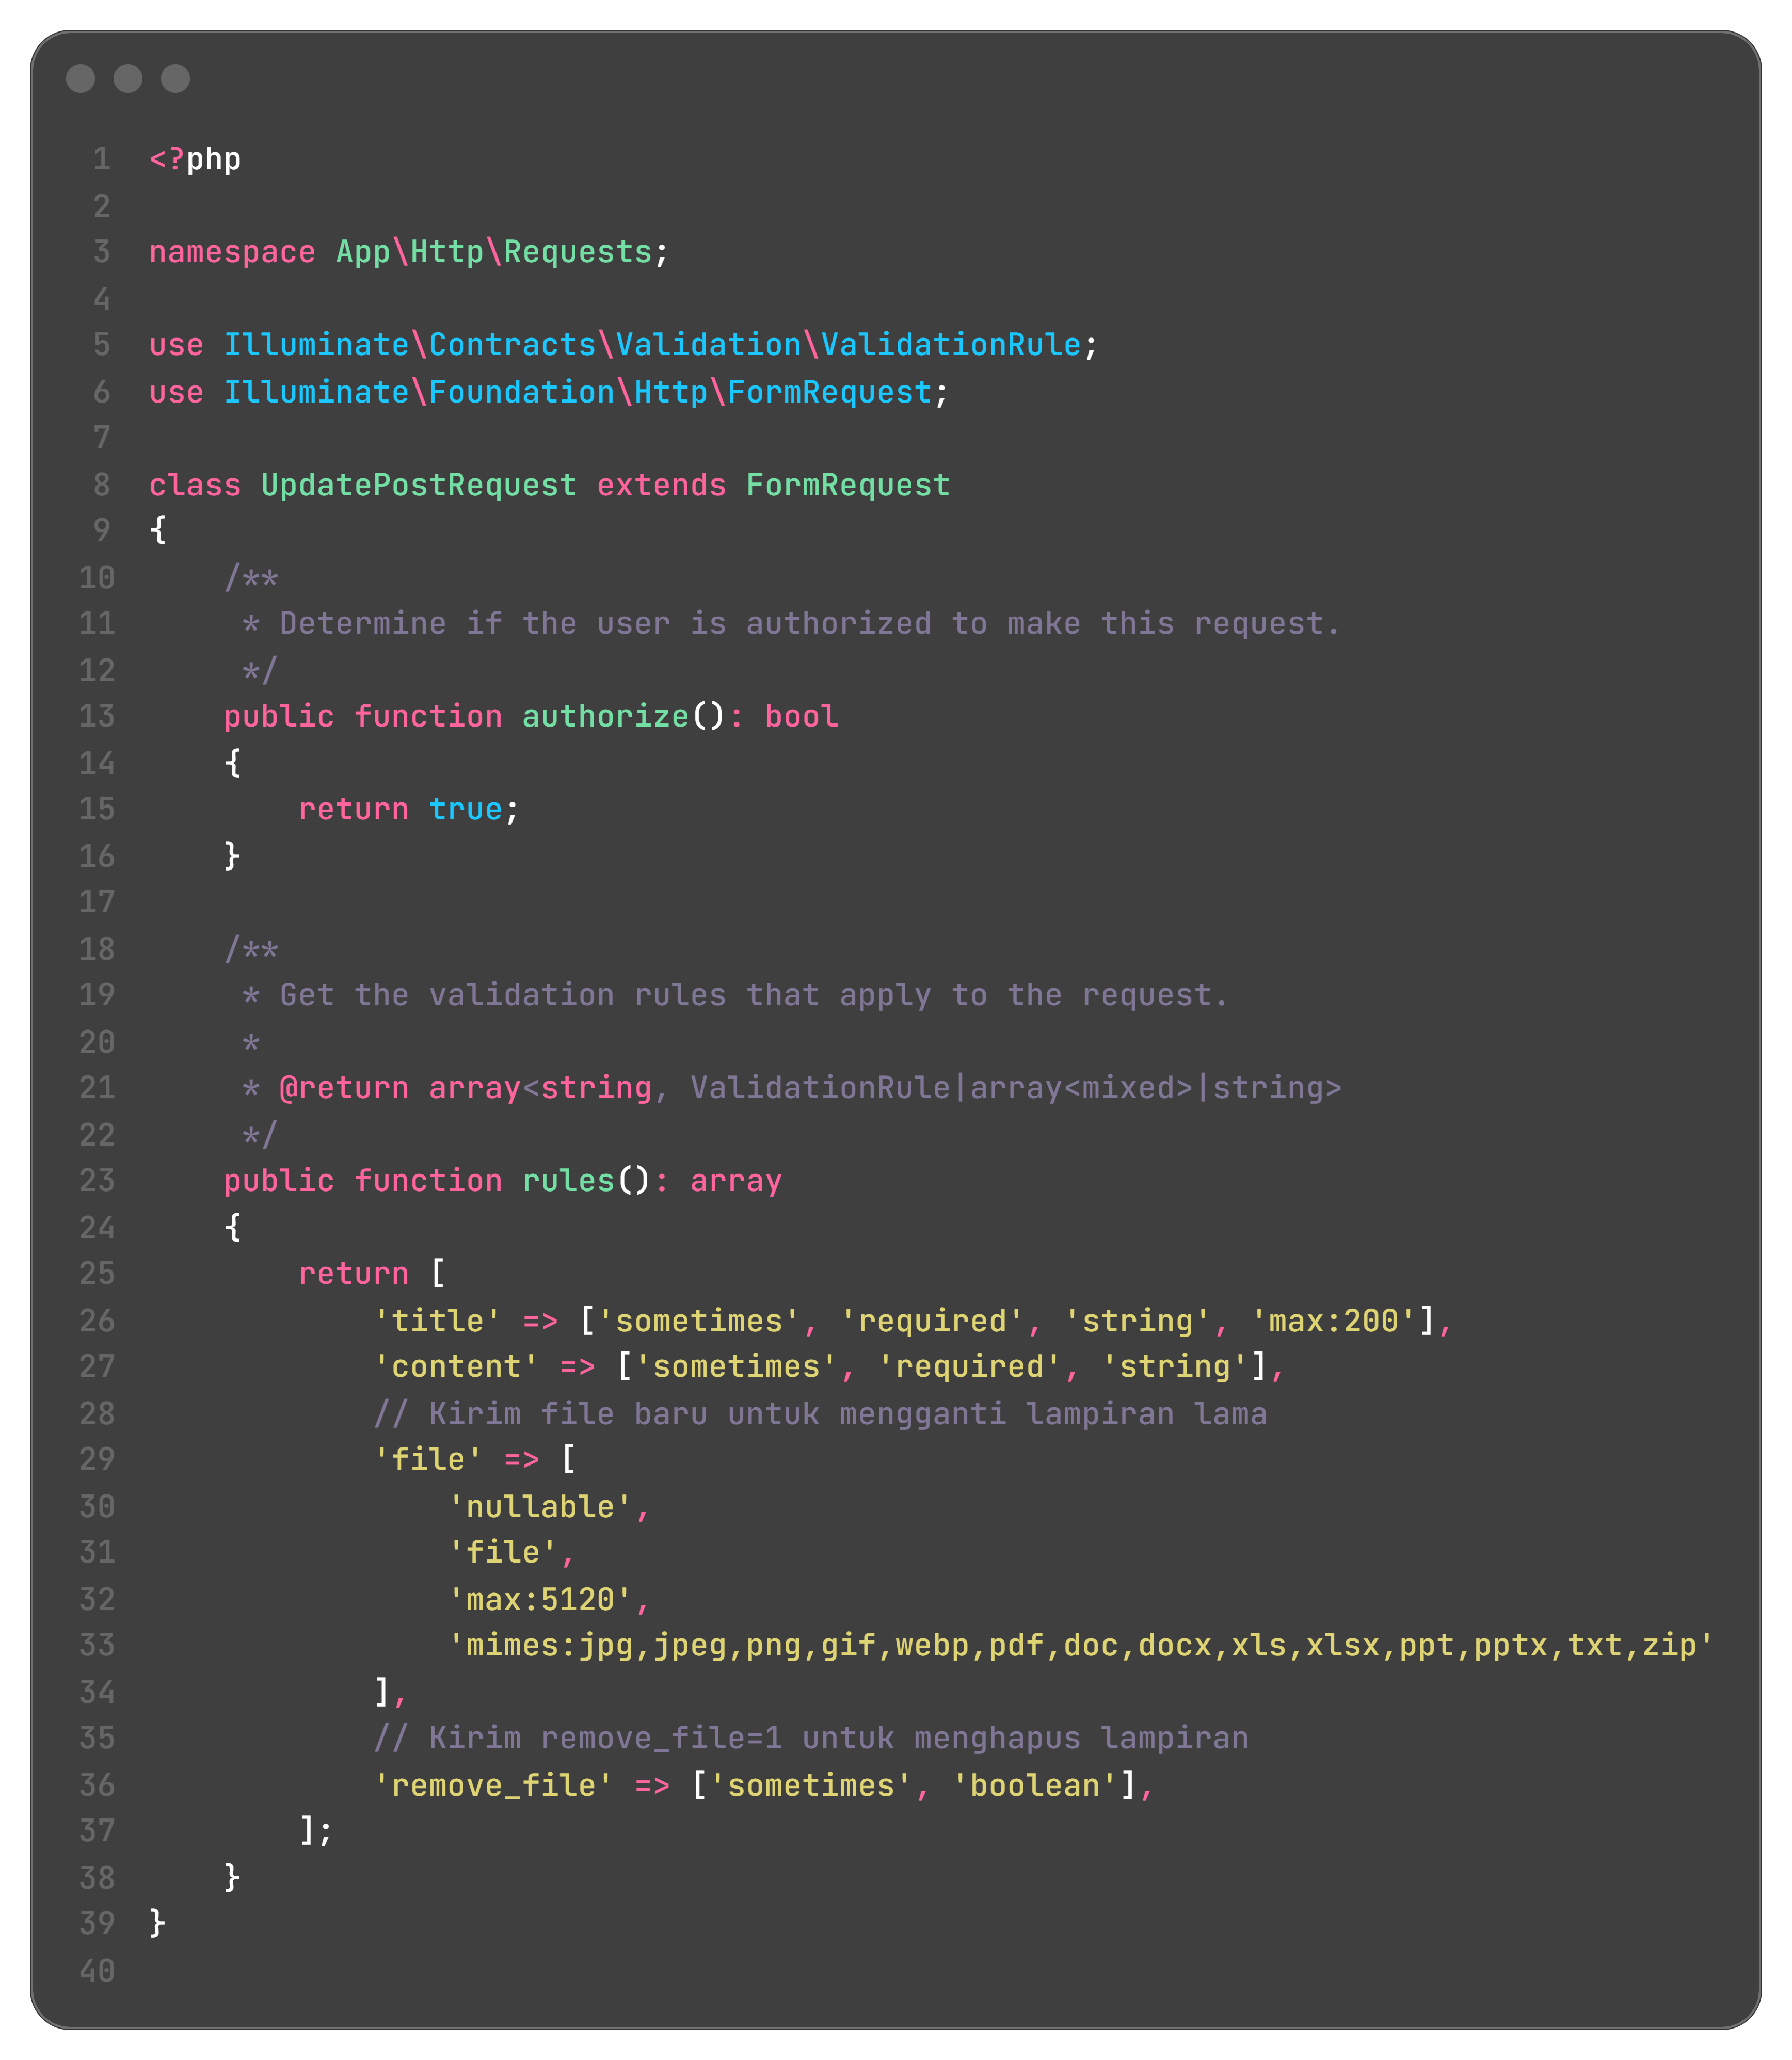 1 <?php
2
3 namespace App\Http\Requests;
4
5 use Illuminate\Contracts\Validation\ValidationRule;
6 use Illuminate\Foundation\Http\FormRequest;
7
8 class UpdatePostRequest extends FormRequest
9 {
10     /**
11      * Determine if the user is authorized to make this request.
12      */
13     public function authorize(): bool
14     {
15         return true;
16     }
17
18     /**
19      * Get the validation rules that apply to the request.
20      *
21      * @return array<string, ValidationRule|array<mixed>|string>
22      */
23     public function rules(): array
24     {
25         return [
26             'title' => ['sometimes', 'required', 'string', 'max:200'],
27             'content' => ['sometimes', 'required', 'string'],
28             // Kirim file baru untuk mengganti lampiran lama
29             'file' => [
30                 'nullable',
31                 'file',
32                 'max:5120',
33                 'mimes:jpg,jpeg,png,gif,webp,pdf,doc,docx,xls,xlsx,ppt,pptx,txt,zip'
34             ],
35             // Kirim remove_file=1 untuk menghapus lampiran
36             'remove_file' => ['sometimes', 'boolean'],
37         ];
38     }
39 }
40